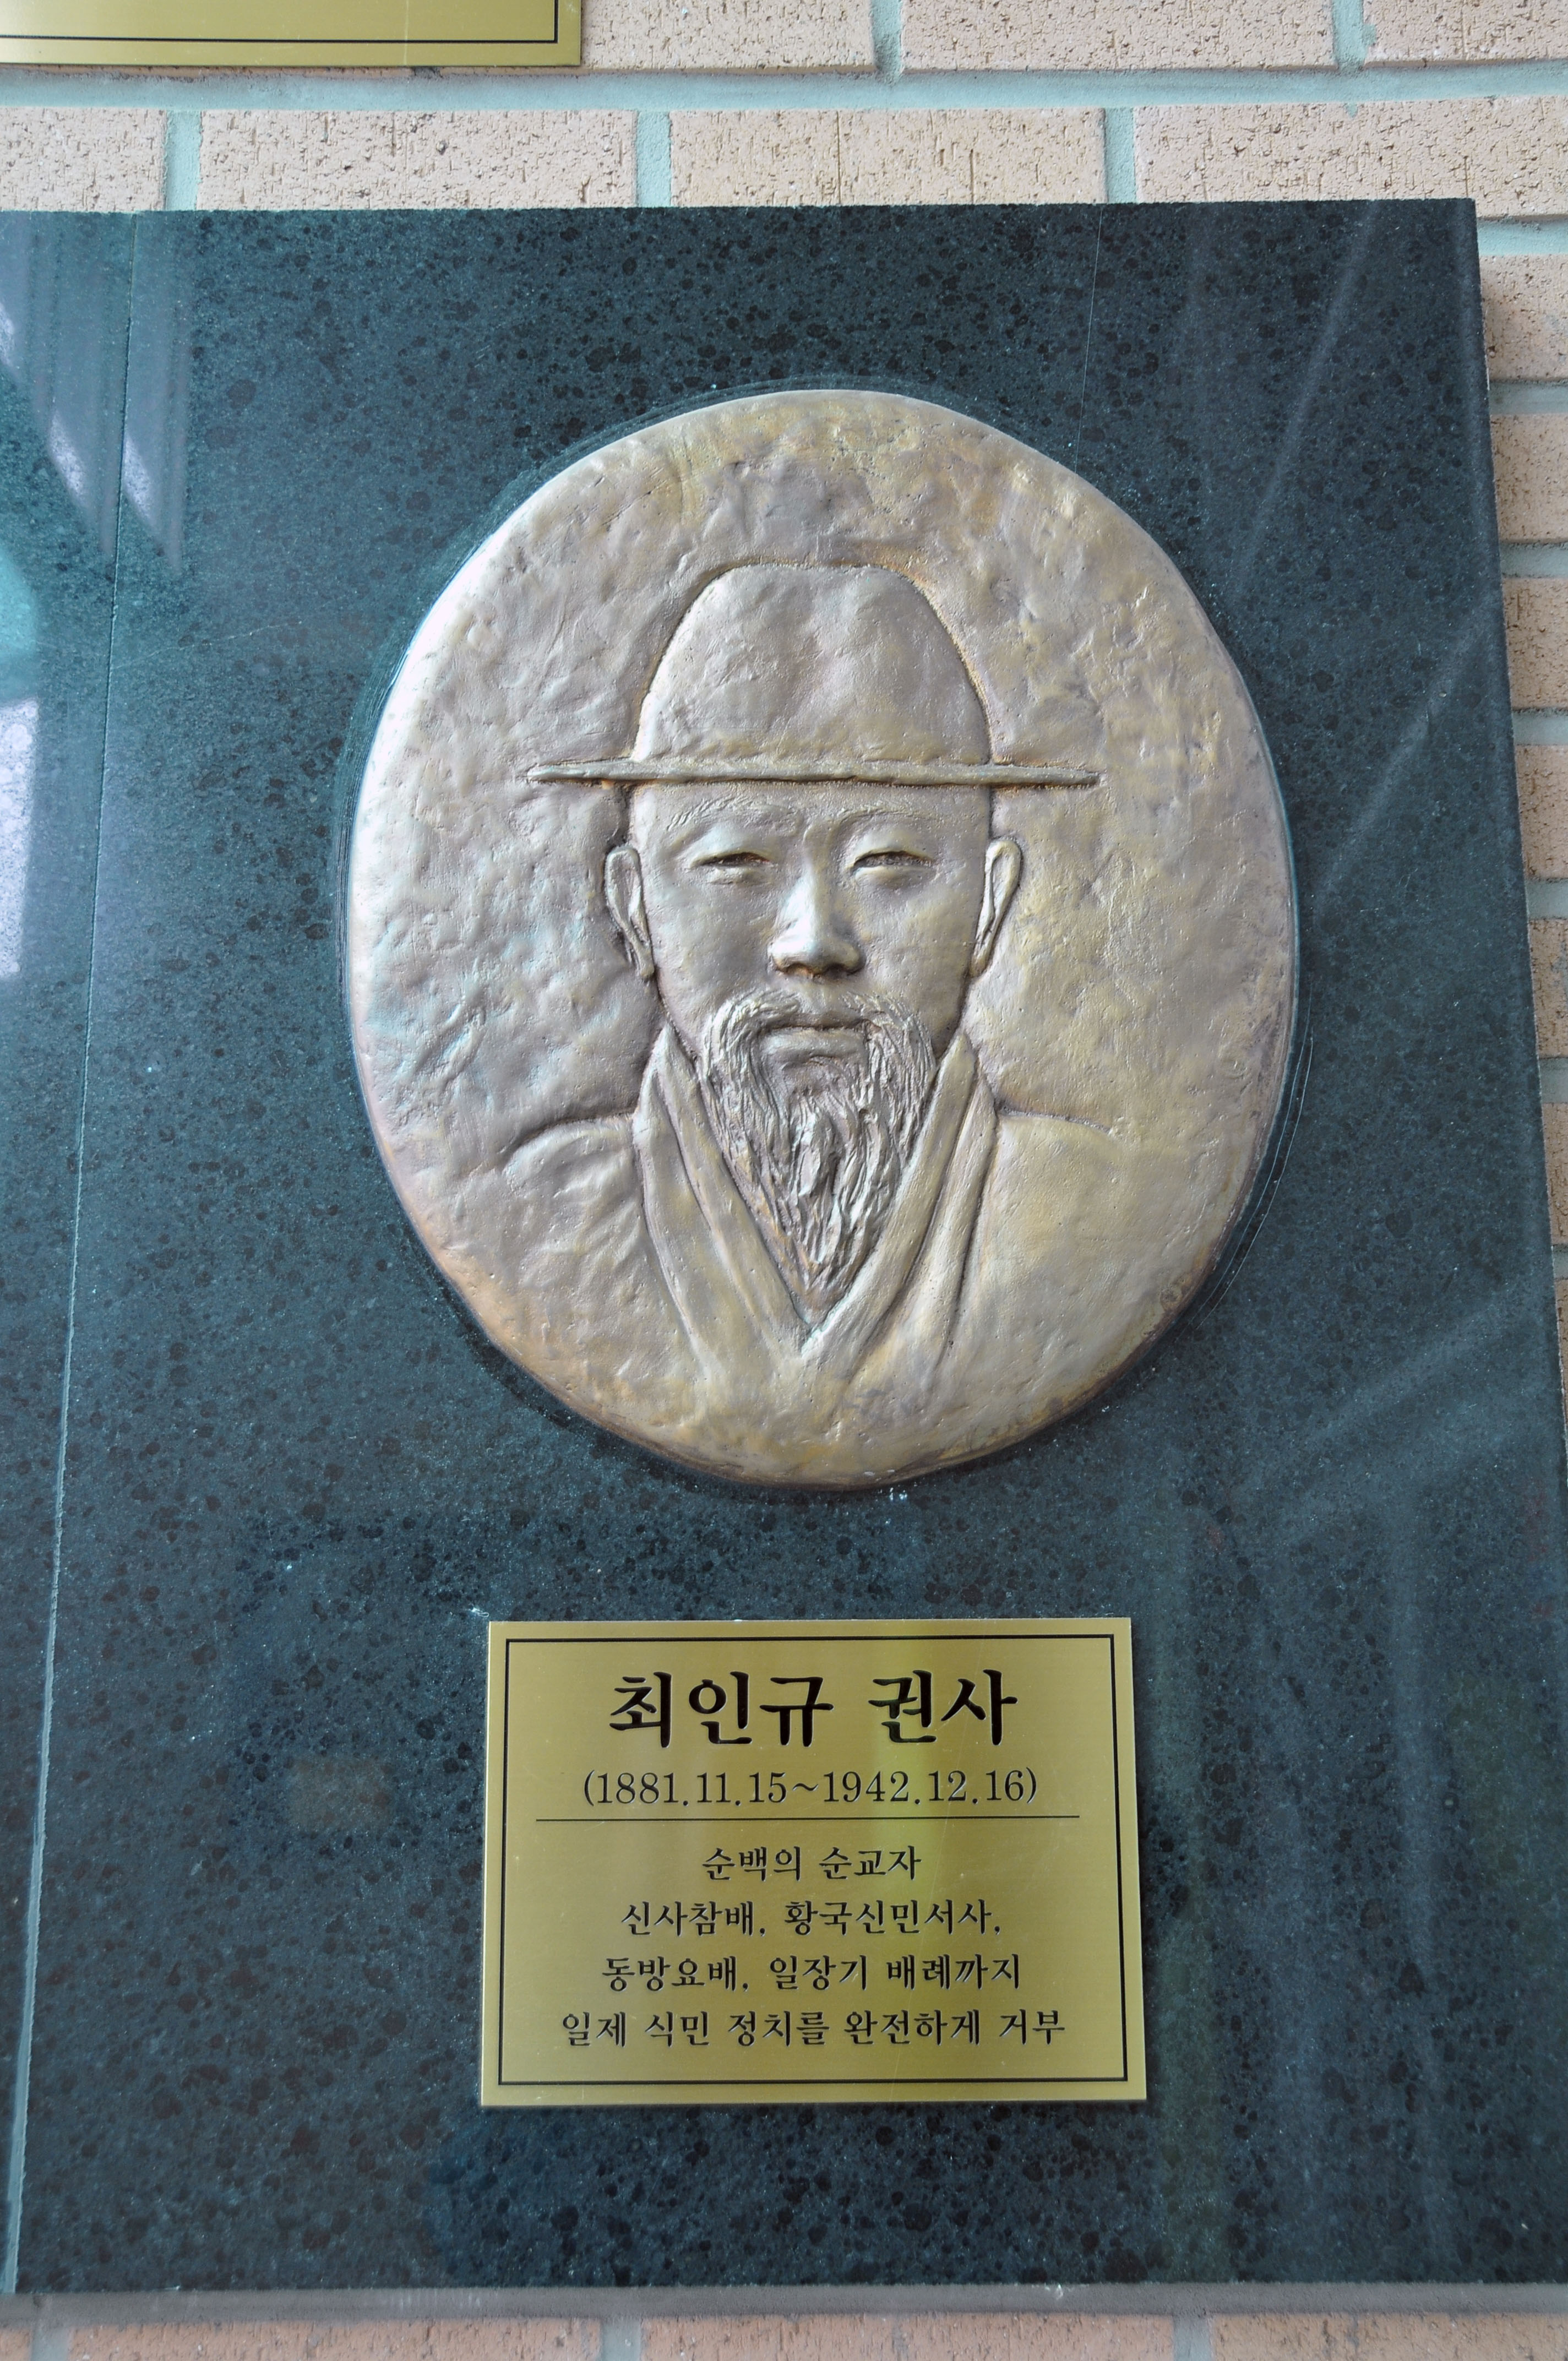 최인규 권사
(1881.11.15~1942.12.16)
순백의 순교자
신사참배, 황국신민서사,
동방요배, 일장기 배례까지
일제 식민 정치를 완전하게 거부